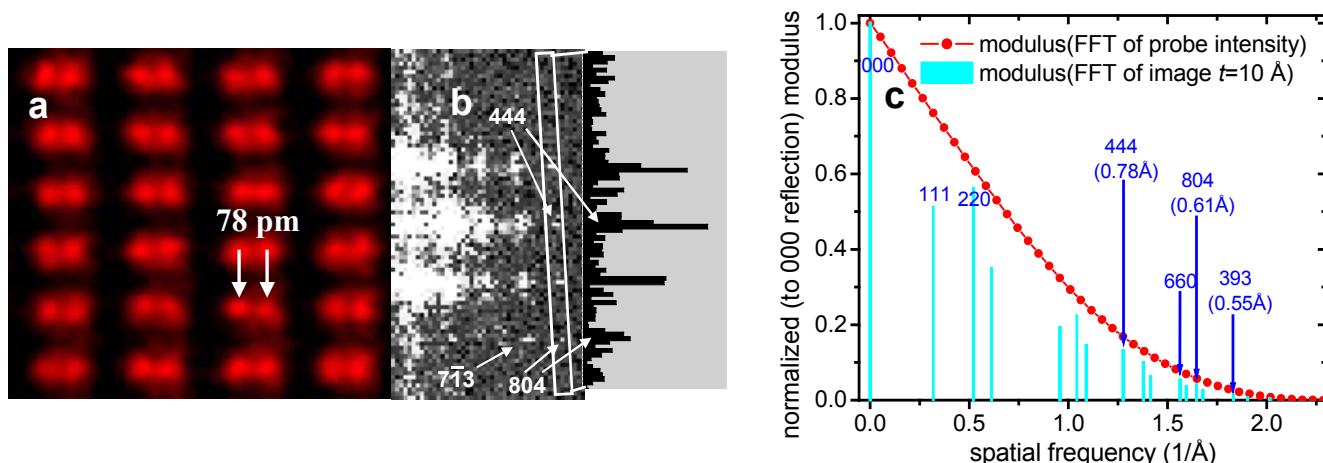 a
78 pm
b
444
71̄3
804
normalized (to 000 reflection) modulus
1.0
0.8
0.6
0.4
0.2
0.0
modulus(FFT of probe intensity)
modulus(FFT of image t=10 Å)
000
c
111
220
444
(0.78Å)
804
(0.61Å)
660
393
(0.55Å)
0.0
0.5
1.0
1.5
2.0
spatial frequency (1/Å)